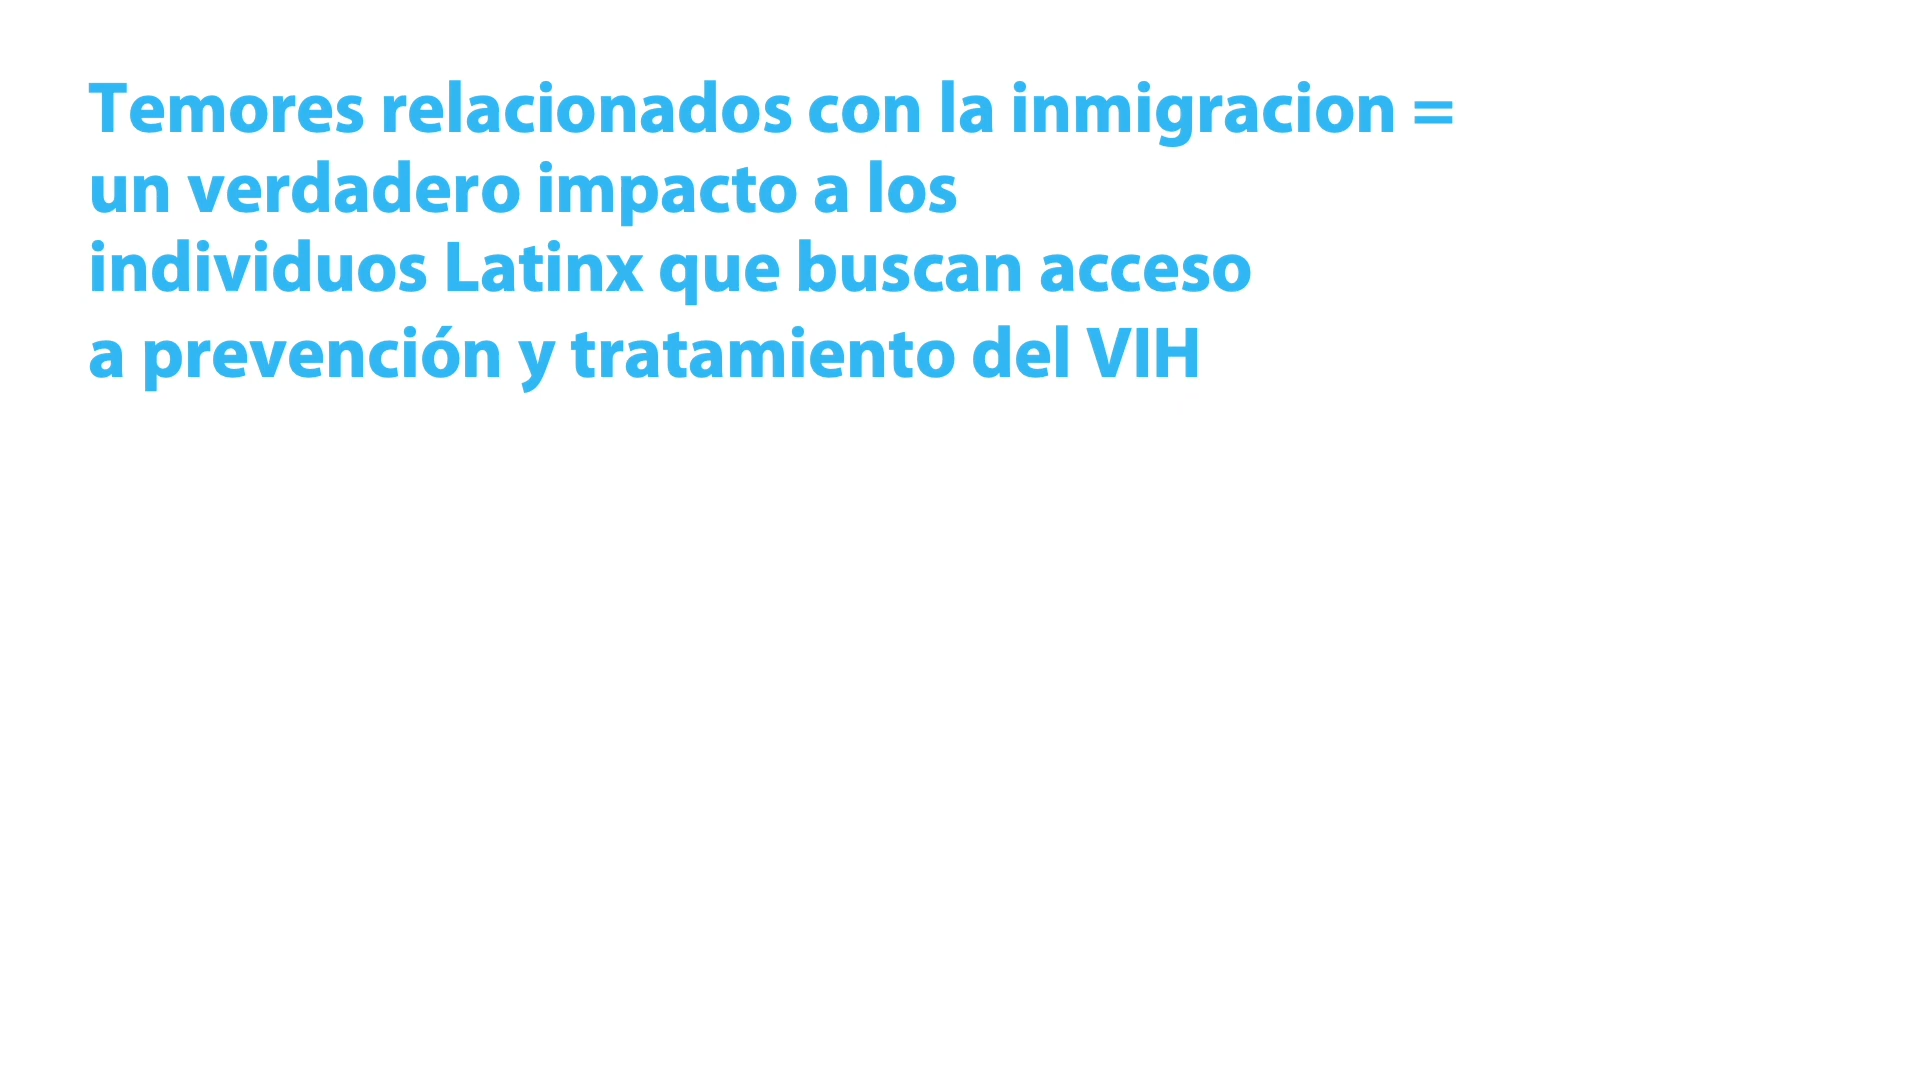 Temores relacionados con la inmigracion =
un verdadero impacto a los
individuos Latinx que buscan acceso
a prevención y tratamiento del VIH